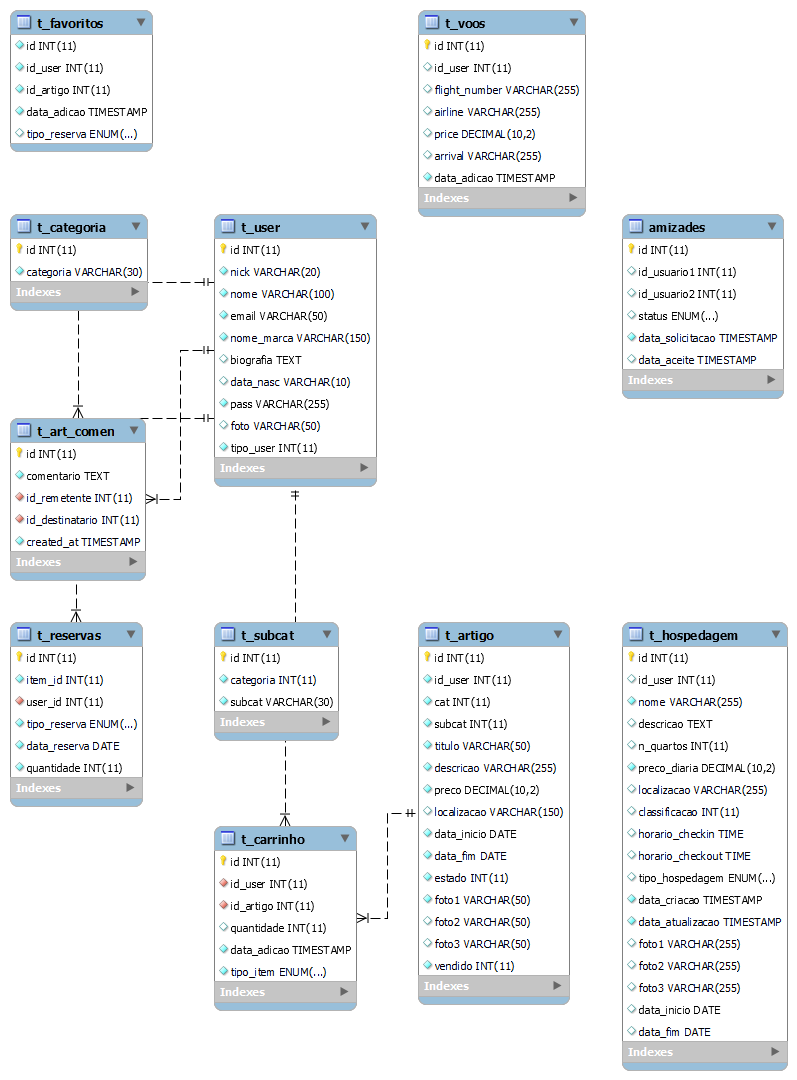 t_favoritos
id INT(11)
id_user INT(11)
id_artigo INT(11)
data_adicao TIMESTAMP
tipo_reserva ENUM(...)
t_voos
id INT(11)
id_user INT(11)
flight_number VARCHAR(255)
airline VARCHAR(255)
price DECIMAL(10,2)
arrival VARCHAR(255)
data_adicao TIMESTAMP
Indexes
t_categoria
id INT(11)
categoria VARCHAR(30)
Indexes
t_user
id INT(11)
nick VARCHAR(20)
nome VARCHAR(100)
email VARCHAR(50)
nome_marca VARCHAR(150)
biografia TEXT
data_nasc VARCHAR(10)
pass VARCHAR(255)
foto VARCHAR(50)
tipo_user INT(11)
Indexes
amizades
id INT(11)
id_usuario1 INT(11)
id_usuario2 INT(11)
status ENUM(...)
data_solicitacao TIMESTAMP
data_aceite TIMESTAMP
Indexes
t_art_comen
id INT(11)
comentario TEXT
id_remetente INT(11)
id_destinatario INT(11)
created_at TIMESTAMP
Indexes
t_reservas
id INT(11)
item_id INT(11)
user_id INT(11)
tipo_reserva ENUM(...)
data_reserva DATE
quantidade INT(11)
Indexes
t_subcat
id INT(11)
categoria INT(11)
subcat VARCHAR(30)
Indexes
t_carrinho
id INT(11)
id_user INT(11)
id_artigo INT(11)
quantidade INT(11)
data_adicao TIMESTAMP
tipo_item ENUM(...)
Indexes
t_artigo
id INT(11)
id_user INT(11)
cat INT(11)
subcat INT(11)
titulo VARCHAR(50)
descricao VARCHAR(255)
preco DECIMAL(10,2)
localizacao VARCHAR(150)
data_inicio DATE
data_fim DATE
estado INT(11)
foto1 VARCHAR(50)
foto2 VARCHAR(50)
foto3 VARCHAR(50)
vendido INT(11)
Indexes
t_hospedagem
id INT(11)
id_user INT(11)
nome VARCHAR(255)
descricao TEXT
n_quartos INT(11)
preco_diaria DECIMAL(10,2)
localizacao VARCHAR(255)
classificacao INT(11)
horario_checkin TIME
horario_checkout TIME
tipo_hospedagem ENUM(...)
data_criacao TIMESTAMP
data_atualizacao TIMESTAMP
foto1 VARCHAR(255)
foto2 VARCHAR(255)
foto3 VARCHAR(255)
data_inicio DATE
data_fim DATE
Indexes